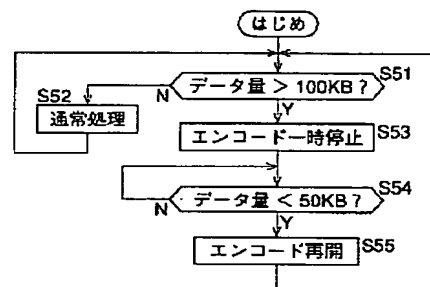 はじめ
データ量 > 100KB?
S51
N
Y
S52
通常処理
エンコード一時停止
S53
データ量 < 50KB?
S54
N
Y
エンコード再開
S55